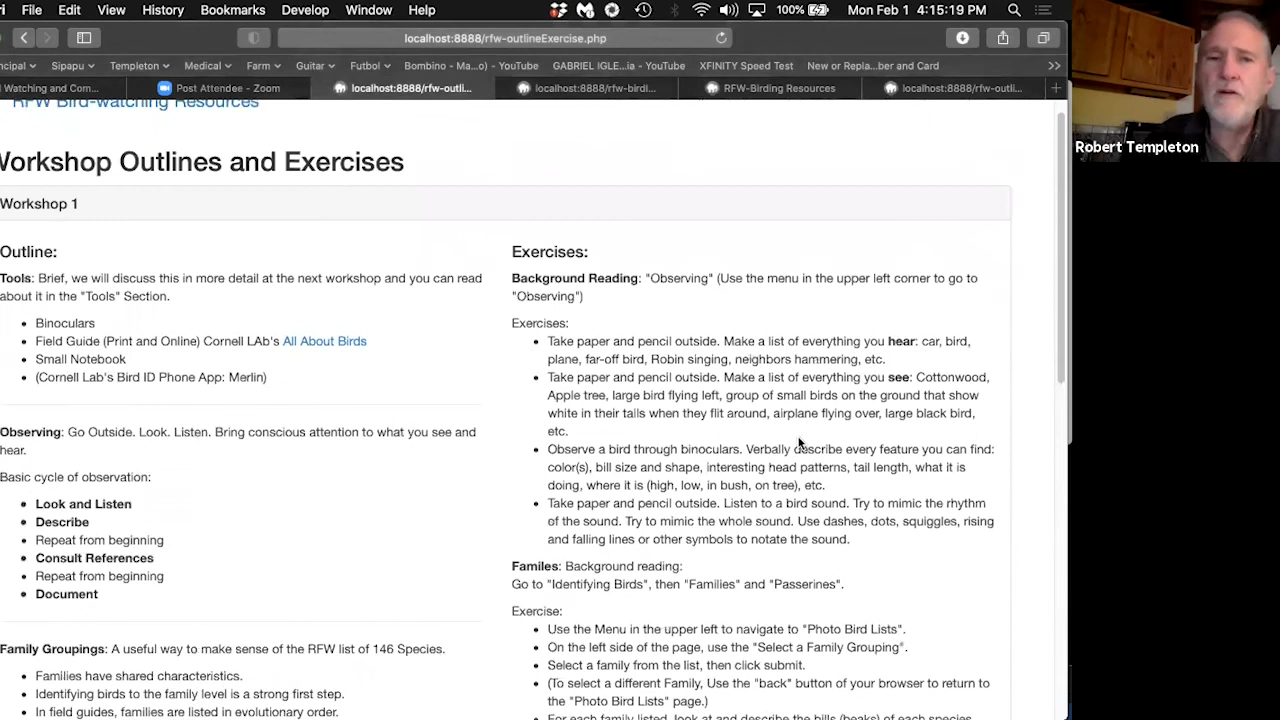 File Edit View History Bookmarks Develop Window Help 100% Mon Feb 1 4:15:19 PM
localhost:8888/rfw-outlineExercise.php
ncipal Sipapu Templeton Medical Farm Guitar Futbol Bombino - Ma...o) - YouTube GABRIEL IGLE...ia - YouTube XFINITY Speed Test New or Repla...ber and Card
Watching and Com... Post Attendee - Zoom localhost:8888/rfw-outli... localhost:8888/rfw-birdi... RFW-Birding Resources localhost:8888/rfw-outli...
RFW Bird-watching Resources
Workshop Outlines and Exercises
Workshop 1
Outline:
Tools: Brief, we will discuss this in more detail at the next workshop and you can read
about it in the "Tools" Section.
Binoculars
Field Guide (Print and Online) Cornell LAb's All About Birds
Small Notebook
(Cornell Lab's Bird ID Phone App: Merlin)
Observing: Go Outside. Look. Listen. Bring conscious attention to what you see and
hear.
Basic cycle of observation:
Look and Listen
Describe
Repeat from beginning
Consult References
Repeat from beginning
Document
Family Groupings: A useful way to make sense of the RFW list of 146 Species.
Families have shared characteristics.
Identifying birds to the family level is a strong first step.
In field guides, families are listed in evolutionary order.
Exercises:
Background Reading: "Observing" (Use the menu in the upper left corner to go to
"Observing")
Exercises:
Take paper and pencil outside. Make a list of everything you hear: car, bird,
plane, far-off bird, Robin singing, neighbors hammering, etc.
Take paper and pencil outside. Make a list of everything you see: Cottonwood,
Apple tree, large bird flying left, group of small birds on the ground that show
white in their tails when they flit around, airplane flying over, large black bird,
etc.
Observe a bird through binoculars. Verbally describe every feature you can find:
color(s), bill size and shape, interesting head patterns, tail length, what it is
doing, where it is (high, low, in bush, on tree), etc.
Take paper and pencil outside. Listen to a bird sound. Try to mimic the rhythm
of the sound. Try to mimic the whole sound. Use dashes, dots, squiggles, rising
and falling lines or other symbols to notate the sound.
Familes: Background reading:
Go to "Identifying Birds", then "Families" and "Passerines".
Exercise:
Use the Menu in the upper left to navigate to "Photo Bird Lists".
On the left side of the page, use the "Select a Family Grouping".
Select a family from the list, then click submit.
(To select a different Family, Use the "back" button of your browser to return to
the "Photo Bird Lists" page.)
For each family listed, look at and describe the bills (beaks) of each species
Robert Templeton